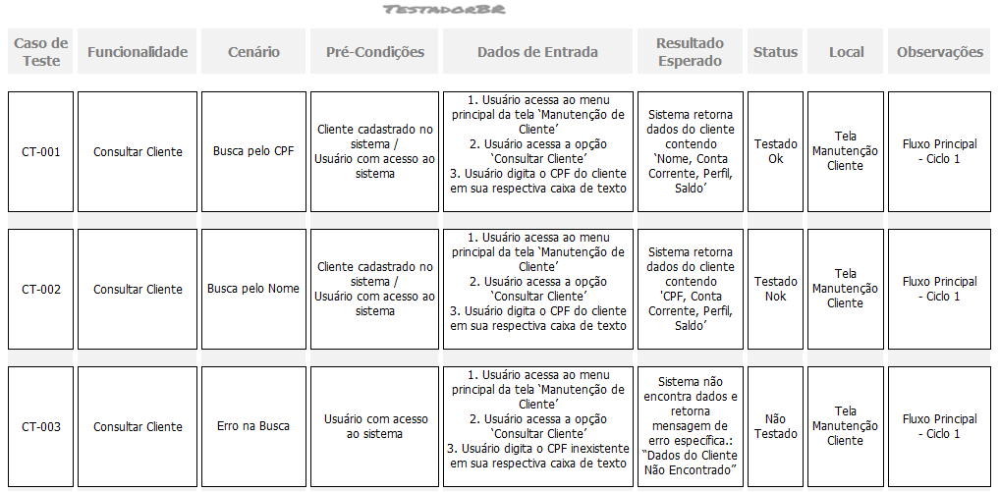 TestadorBR
Caso de
Teste
Funcionalidade
Cenário
Pré-Condições
Dados de Entrada
Resultado
Esperado
Status
Local
Observações
CT-001
Consultar Cliente
Busca pelo CPF
Cliente cadastrado no
sistema /
Usuário com acesso ao
sistema
1. Usuário acessa ao menu
principal da tela ‘Manutenção de
Cliente’
2. Usuário acessa a opção
‘Consultar Cliente’
3. Usuário digita o CPF do cliente
em sua respectiva caixa de texto
Sistema retorna
dados do cliente
contendo
‘Nome, Conta
Corrente, Perfil,
Saldo’
Testado
Ok
Tela
Manutenção
Cliente
Fluxo Principal
- Ciclo 1
CT-002
Consultar Cliente
Busca pelo Nome
Cliente cadastrado no
sistema /
Usuário com acesso ao
sistema
1. Usuário acessa ao menu
principal da tela ‘Manutenção de
Cliente’
2. Usuário acessa a opção
‘Consultar Cliente’
3. Usuário digita o CPF do cliente
em sua respectiva caixa de texto
Sistema retorna
dados do cliente
contendo
'CPF, Conta
Corrente, Perfil,
Saldo’
Testado
Nok
Tela
Manutenção
Cliente
Fluxo Principal
- Ciclo 1
CT-003
Consultar Cliente
Erro na Busca
Usuário com acesso
ao sistema
1. Usuário acessa ao menu
principal da tela ‘Manutenção de
Cliente’
2. Usuário acessa a opção
‘Consultar Cliente’
3. Usuário digita o CPF inexistente
em sua respectiva caixa de texto
Sistema não
encontra dados e
retorna
mensagem de
erro específica.:
“Dados do Cliente
Não Encontrado”
Não
Testado
Tela
Manutenção
Cliente
Fluxo Principal
- Ciclo 1